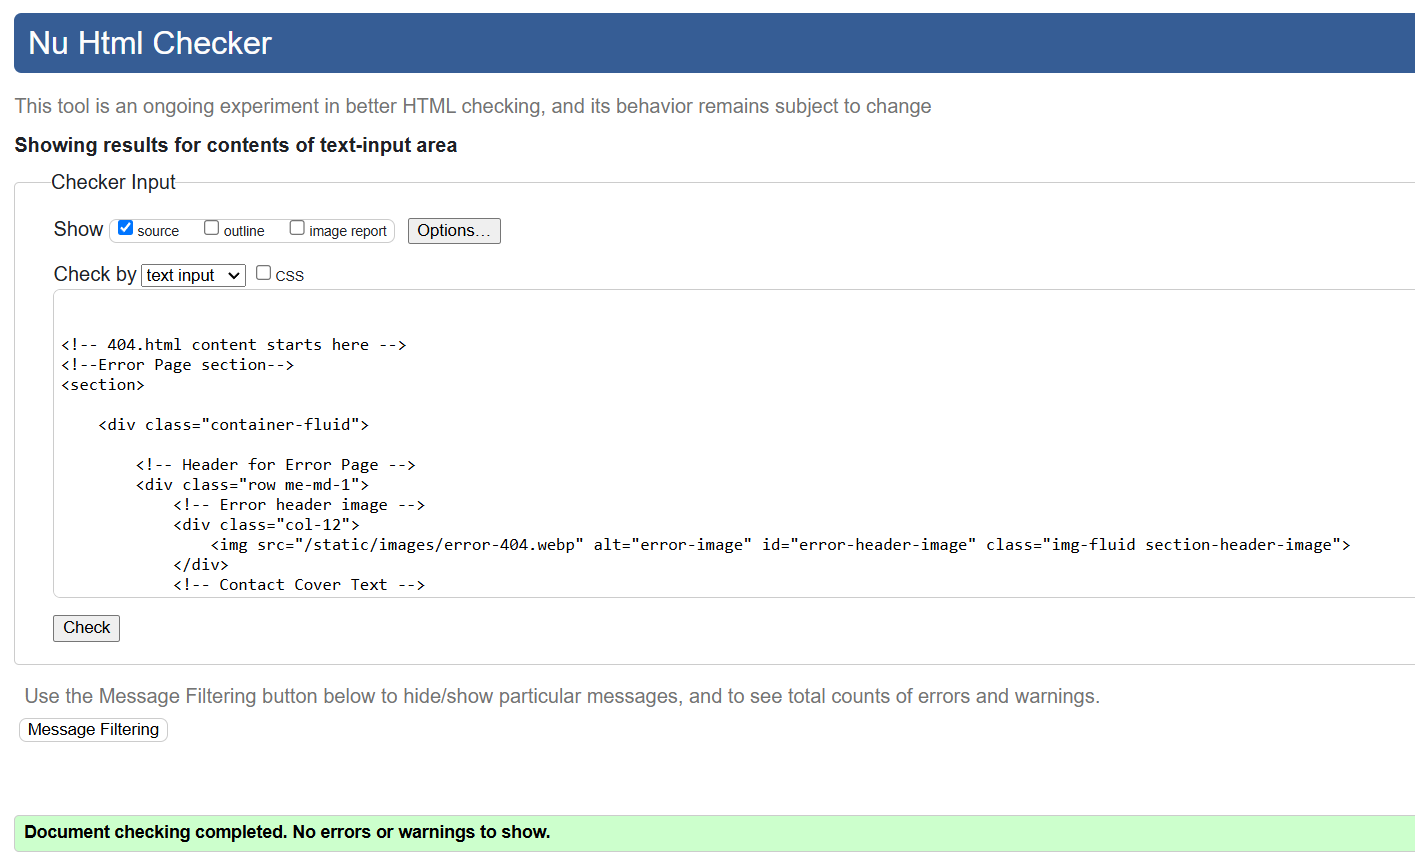 Nu Html Checker
This tool is an ongoing experiment in better HTML checking, and its behavior remains subject to change
Showing results for contents of text-input area
Checker Input
Show source outline image report Options...
Check by text input CSS
<!-- 404.html content starts here -->
<!--Error Page section-->
<section>
<div class="container-fluid">
<!-- Header for Error Page -->
<div class="row me-md-1">
<!-- Error header image -->
<div class="col-12">
<img src="/static/images/error-404.webp" alt="error-image" id="error-header-image" class="img-fluid section-header-image">
</div>
<!-- Contact Cover Text -->
Check
Use the Message Filtering button below to hide/show particular messages, and to see total counts of errors and warnings.
Message Filtering
Document checking completed. No errors or warnings to show.